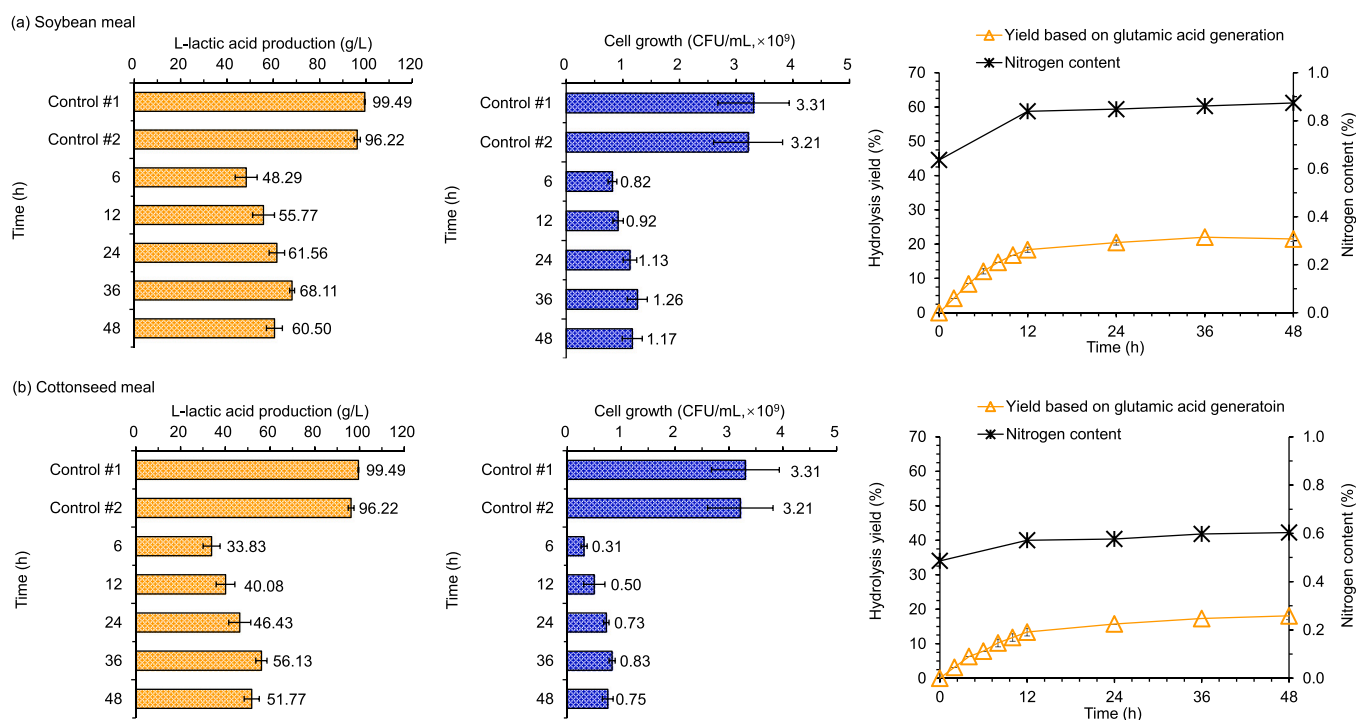 (a) Soybean meal
L-lactic acid production (g/L)
0 20 40 60 80 100 120
Time (h)
Control #1 99.49
Control #2 96.22
6 48.29
12 55.77
24 61.56
36 68.11
48 60.50
Cell growth (CFU/mL,×10⁹)
0 1 2 3 4 5
Time (h)
Control #1 3.31
Control #2 3.21
6 0.82
12 0.92
24 1.13
36 1.26
48 1.17
Yield based on glutamic acid generation
Nitrogen content
Hydrolysis yield (%)
70
60
50
40
30
20
10
0
Nitrogen content (%)
1.0
0.8
0.6
0.4
0.2
0.0
0 12 24 36 48
Time (h)
(b) Cottonseed meal
L-lactic acid production (g/L)
0 20 40 60 80 100 120
Time (h)
Control #1 99.49
Control #2 96.22
6 33.83
12 40.08
24 46.43
36 56.13
48 51.77
Cell growth (CFU/mL,×10⁹)
0 1 2 3 4 5
Time (h)
Control #1 3.31
Control #2 3.21
6 0.31
12 0.50
24 0.73
36 0.83
48 0.75
Yield based on glutamic acid generatoin
Nitrogen content
Hydrolysis yield (%)
70
60
50
40
30
20
10
0
Nitrogen content (%)
1.0
0.8
0.6
0.4
0.2
0.0
0 12 24 36 48
Time (h)